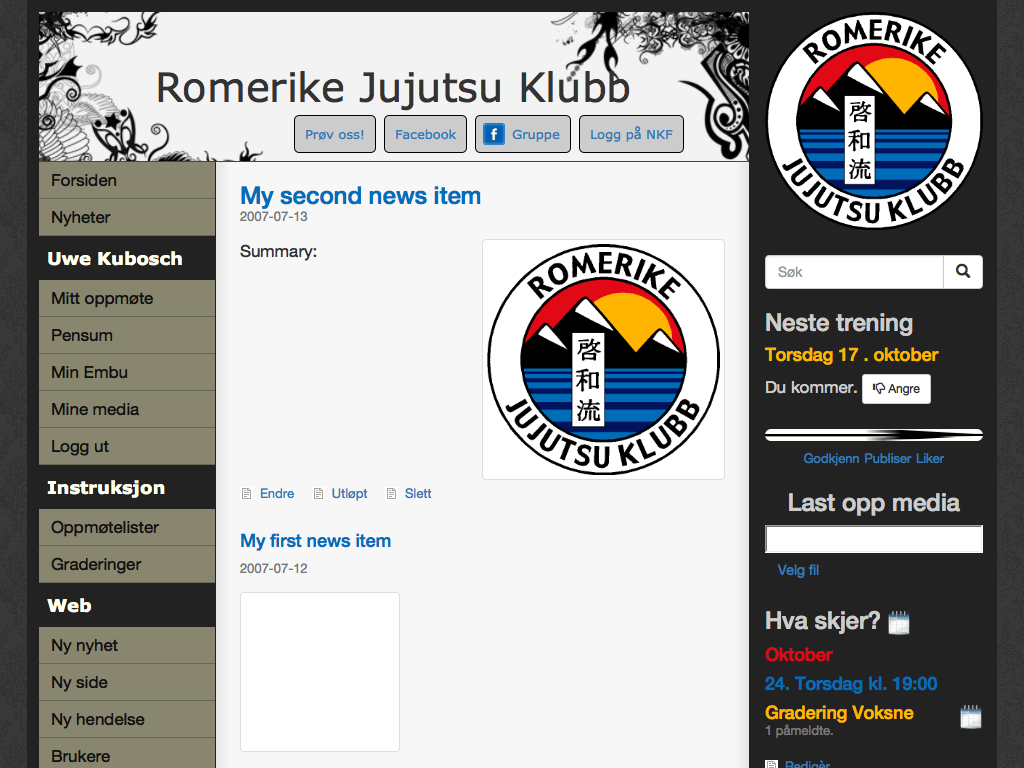 Romerike Jujutsu Klubb
Prøv oss!
Facebook
Gruppe
Logg på NKF
Forsiden
Nyheter
Uwe Kubosch
Mitt oppmøte
Pensum
Min Embu
Mine media
Logg ut
Instruksjon
Oppmøtelister
Graderinger
Web
Ny nyhet
Ny side
Ny hendelse
Brukere
My second news item
2007-07-13
Summary:
ROMERIKE
啓和流
JUJUTSU KLUBB
Endre
Utløpt
Slett
My first news item
2007-07-12
ROMERIKE
啓和流
JUJUTSU KLUBB
Søk
Neste trening
Torsdag 17 . oktober
Du kommer. Angre
Godkjenn Publiser Liker
Last opp media
Velg fil
Hva skjer?
Oktober
24. Torsdag kl. 19:00
Gradering Voksne
1 påmeldte.
Redigèr